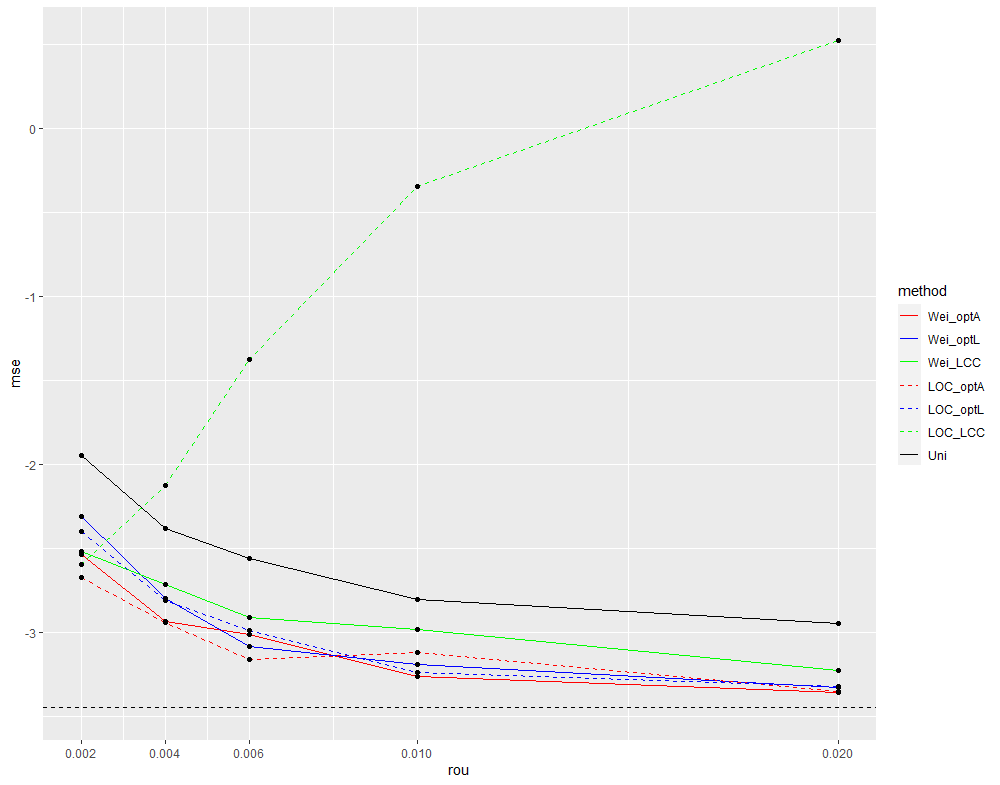 0
-1
-2
-3
mse
0.002
0.004
0.006
0.010
0.020
rou
method
Wei_optA
Wei_optL
Wei_LCC
LOC_optA
LOC_optL
LOC_LCC
Uni